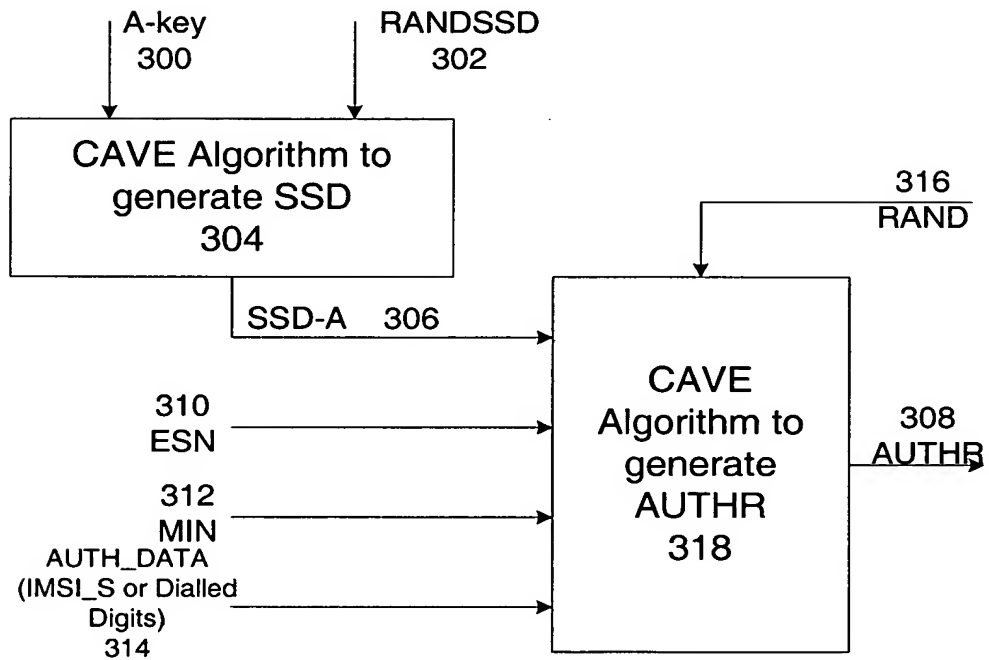 A-key
300
RANDSSD
302
CAVE Algorithm to
generate SSD
304
316
RAND
SSD-A 306
CAVE
Algorithm to
generate
AUTHR
318
310
ESN
308
AUTHR
312
MIN
AUTH_DATA
(IMSI_S or Dialled
Digits)
314